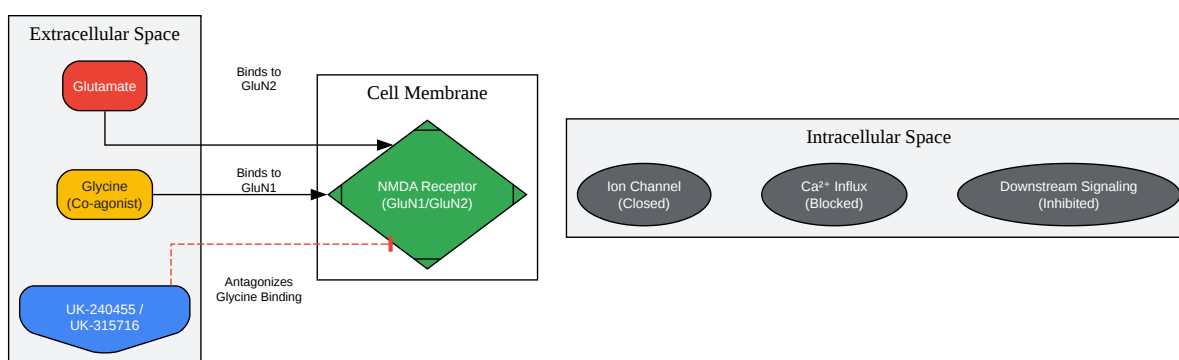 Extracellular Space
Glutamate
Binds to
GluN2
Glycine
(Co-agonist)
Binds to
GluN1
UK-240455 /
UK-315716
Antagonizes
Glycine Binding
Cell Membrane
NMDA Receptor
(GluN1/GluN2)
Intracellular Space
Ion Channel
(Closed)
Ca²⁺ Influx
(Blocked)
Downstream Signaling
(Inhibited)